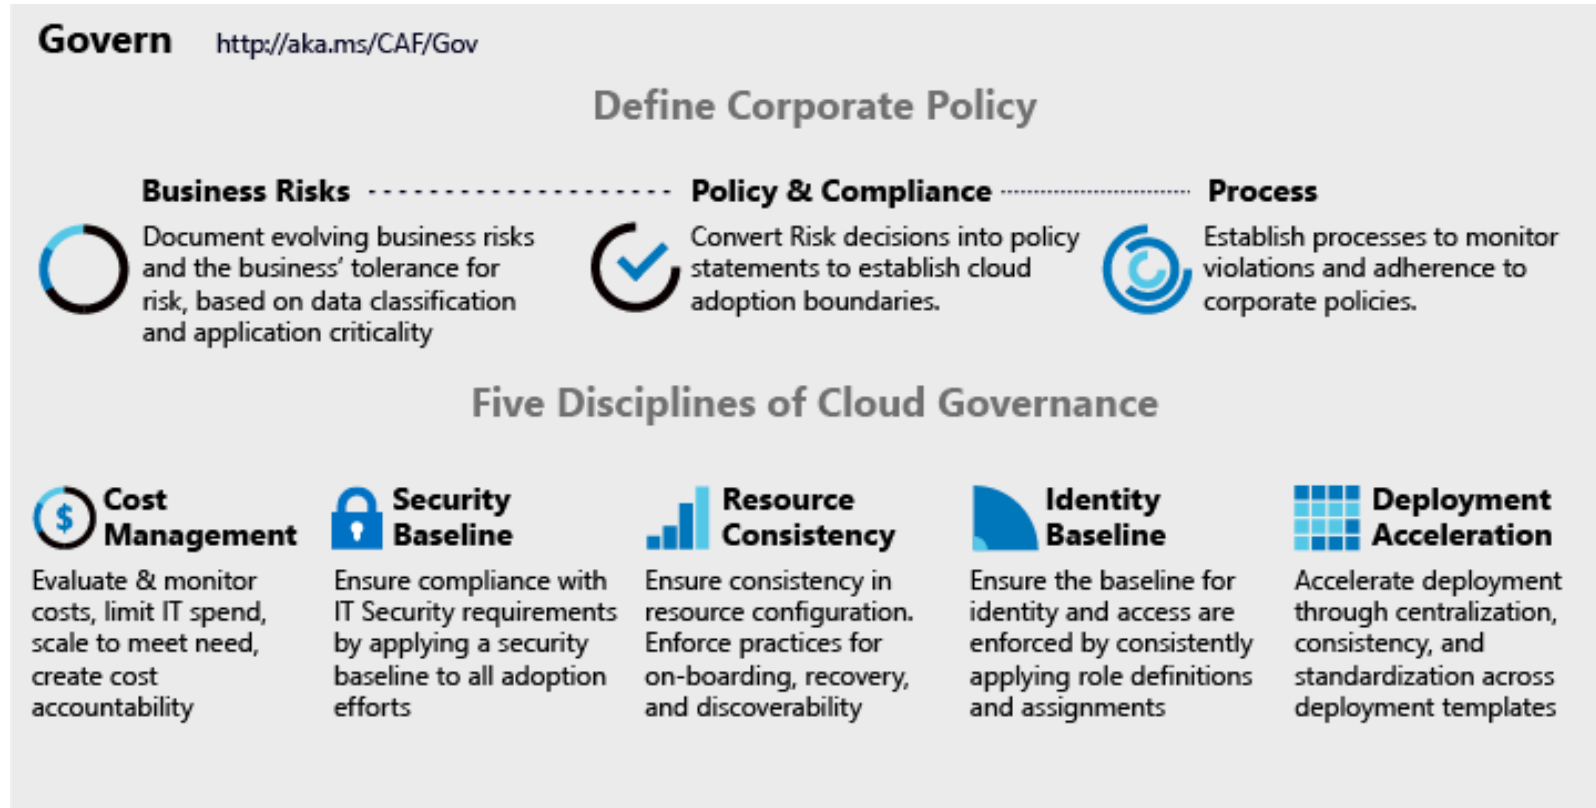 Govern http://aka.ms/CAF/Gov
Define Corporate Policy
Business Risks
Document evolving business risks
and the business’ tolerance for
risk, based on data classification
and application criticality
Policy & Compliance
Convert Risk decisions into policy
statements to establish cloud
adoption boundaries.
Process
Establish processes to monitor
violations and adherence to
corporate policies.
Five Disciplines of Cloud Governance
$
Cost
Management
Evaluate & monitor
costs, limit IT spend,
scale to meet need,
create cost
accountability
Security
Baseline
Ensure compliance with
IT Security requirements
by applying a security
baseline to all adoption
efforts
Resource
Consistency
Ensure consistency in
resource configuration.
Enforce practices for
on-boarding, recovery,
and discoverability
Identity
Baseline
Ensure the baseline for
identity and access are
enforced by consistently
applying role definitions
and assignments
Deployment
Acceleration
Accelerate deployment
through centralization,
consistency, and
standardization across
deployment templates